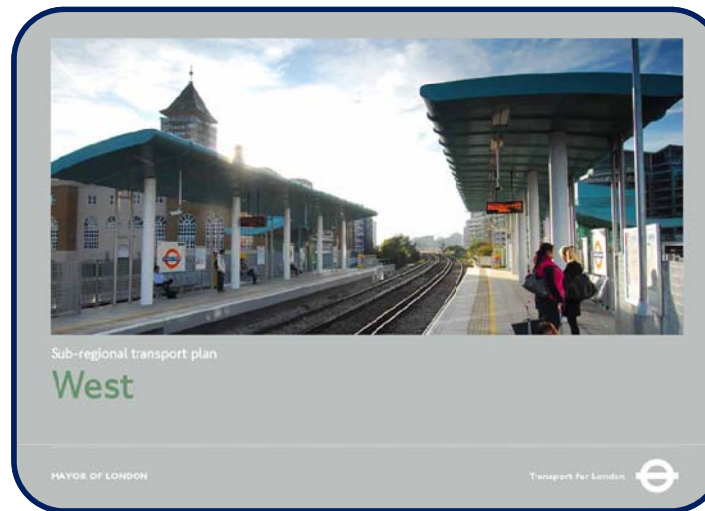 Sub-regional transport plan
West
MAYOR OF LONDON
Transport for London